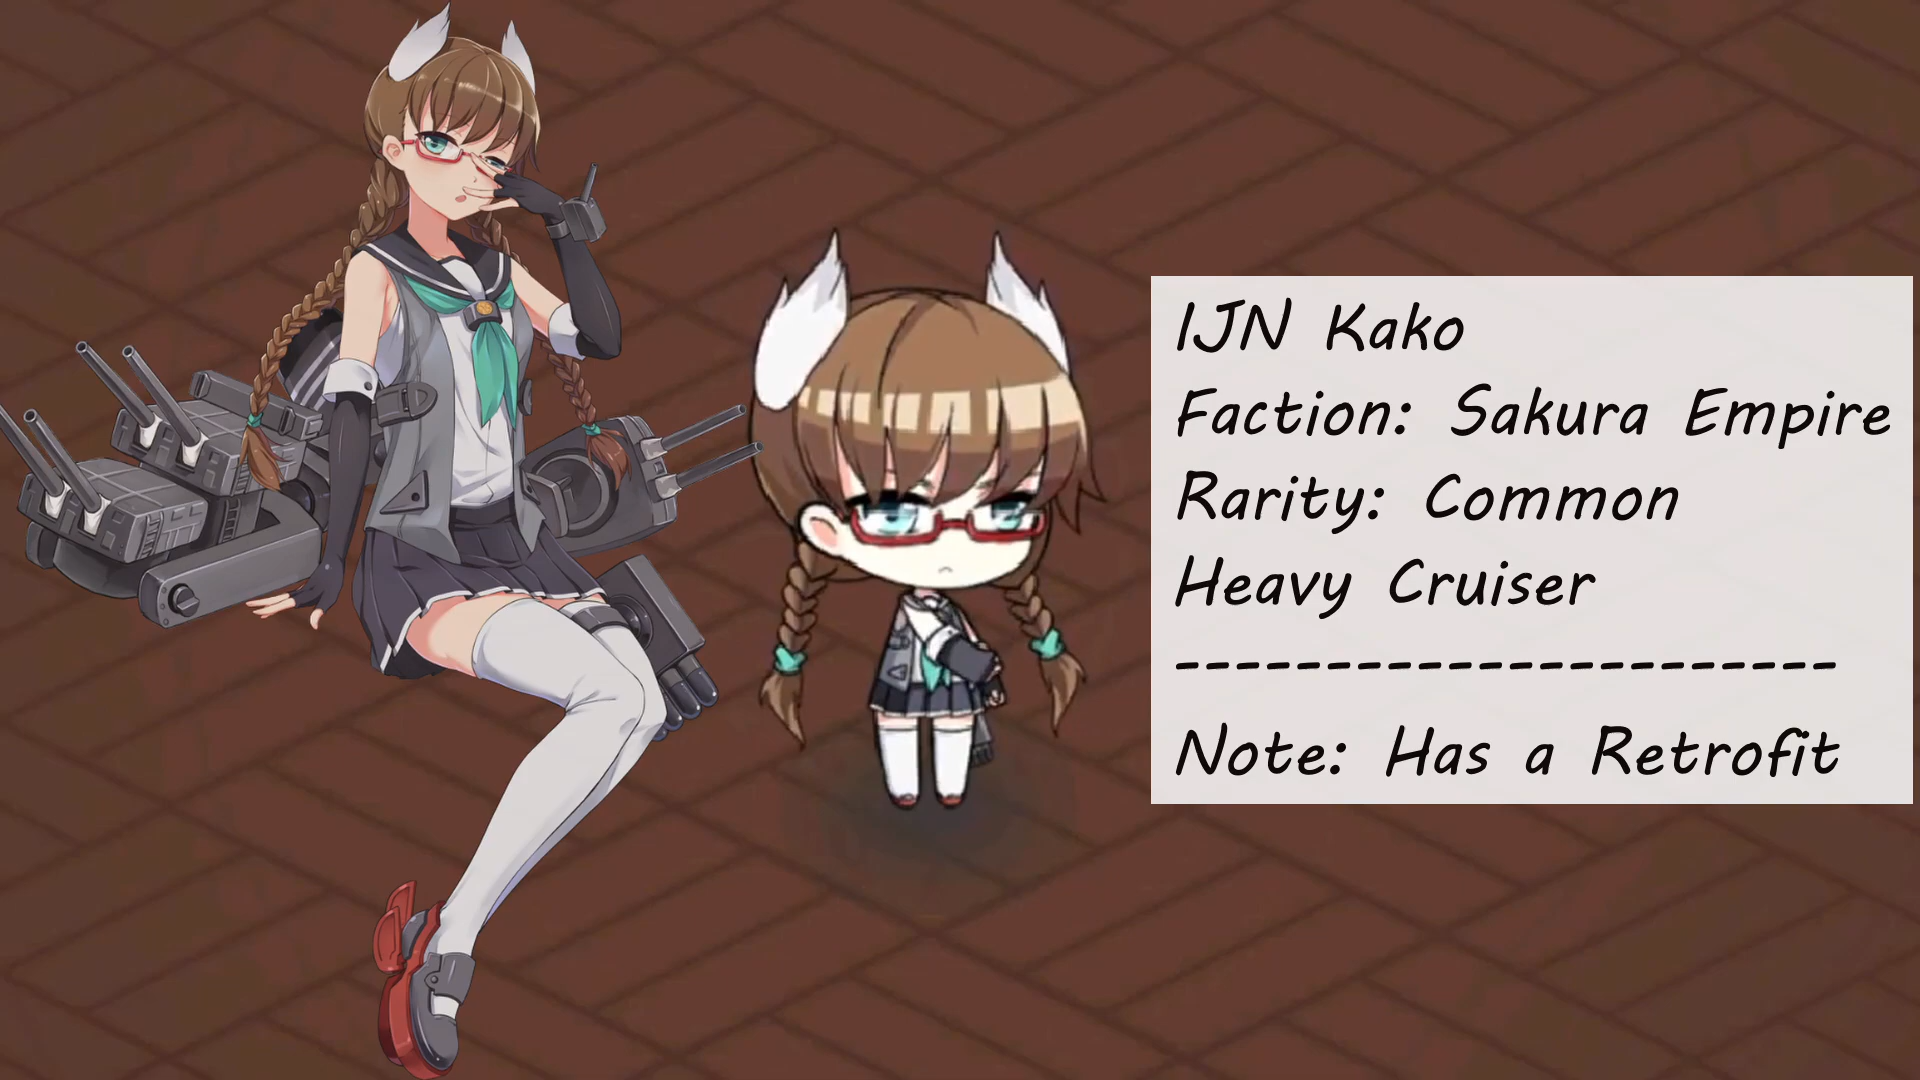 IJN Kako
Faction: Sakura Empire
Rarity: Common
Heavy Cruiser
----------------------
Note: Has a Retrofit